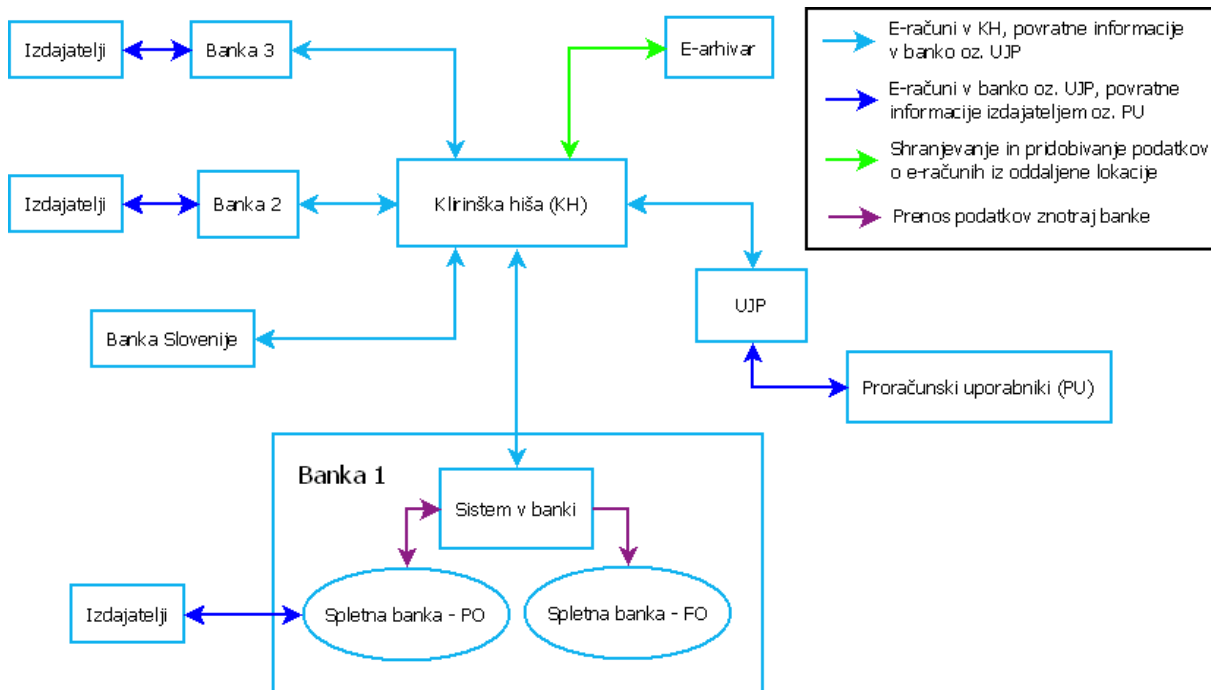 Izdajatelji
Banka 3
E-arhivar
E-računi v KH, povratne informacije
v banko oz. UJP
E-računi v banko oz. UJP, povratne
informacije izdajateljem oz. PU
Shranjevanje in pridobivanje podatkov
o e-računih iz oddaljene lokacije
Prenos podatkov znotraj banke
Izdajatelji
Banka 2
Klirinška hiša (KH)
UJP
Banka Slovenije
Proračunski uporabniki (PU)
Banka 1
Sistem v banki
Izdajatelji
Spletna banka - PO
Spletna banka - FO